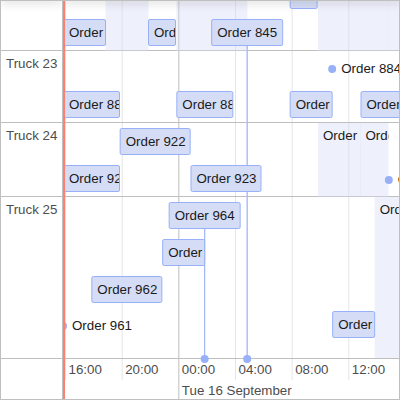 Order
Ord
Order 845
Truck 23
Order 884
Order 88
Order 88
Order
Order
Truck 24
Order
Ord
Order 922
Order 92
Order 923
Truck 25
Order 964
Ord
Order
Order 962
Order 961
Order
16:00
20:00
00:00
04:00
08:00
12:00
Tue 16 September